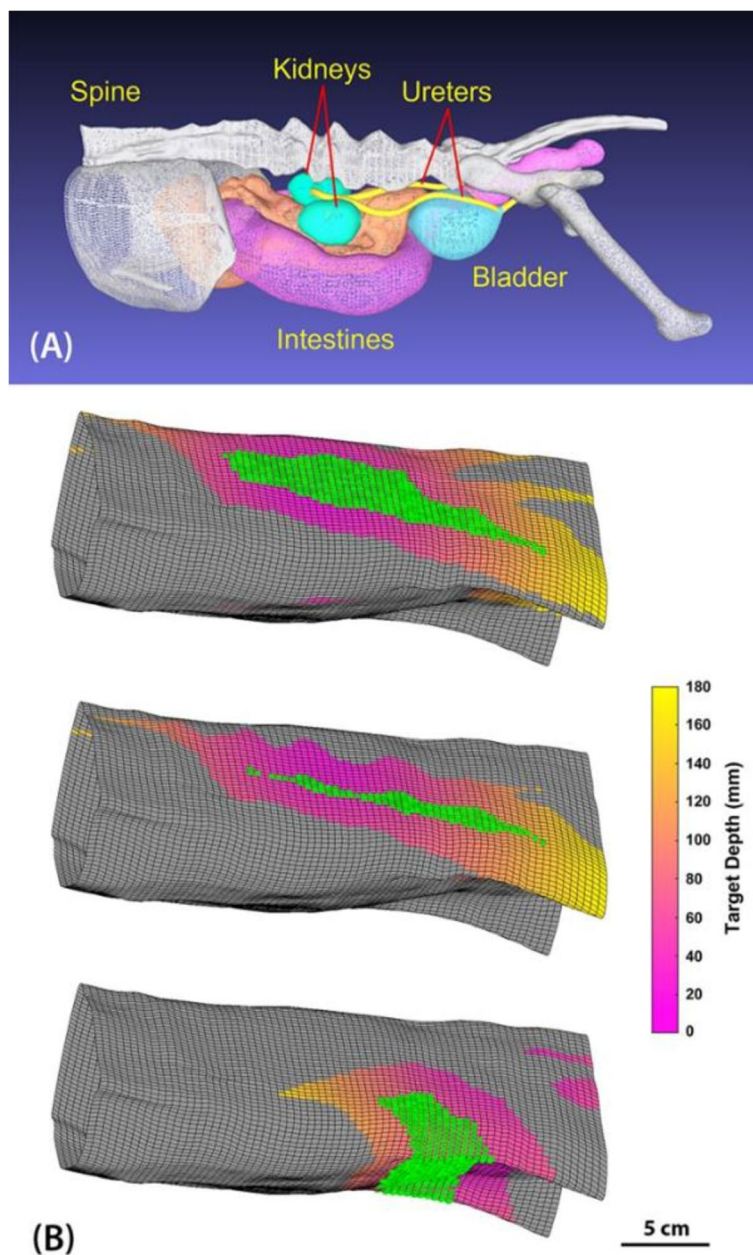 Kidneys
Ureters
Spine
Bladder
Intestines
(A)
180
160
140
120
100
80
60
40
20
0
Target Depth (mm)
(B)
5 cm